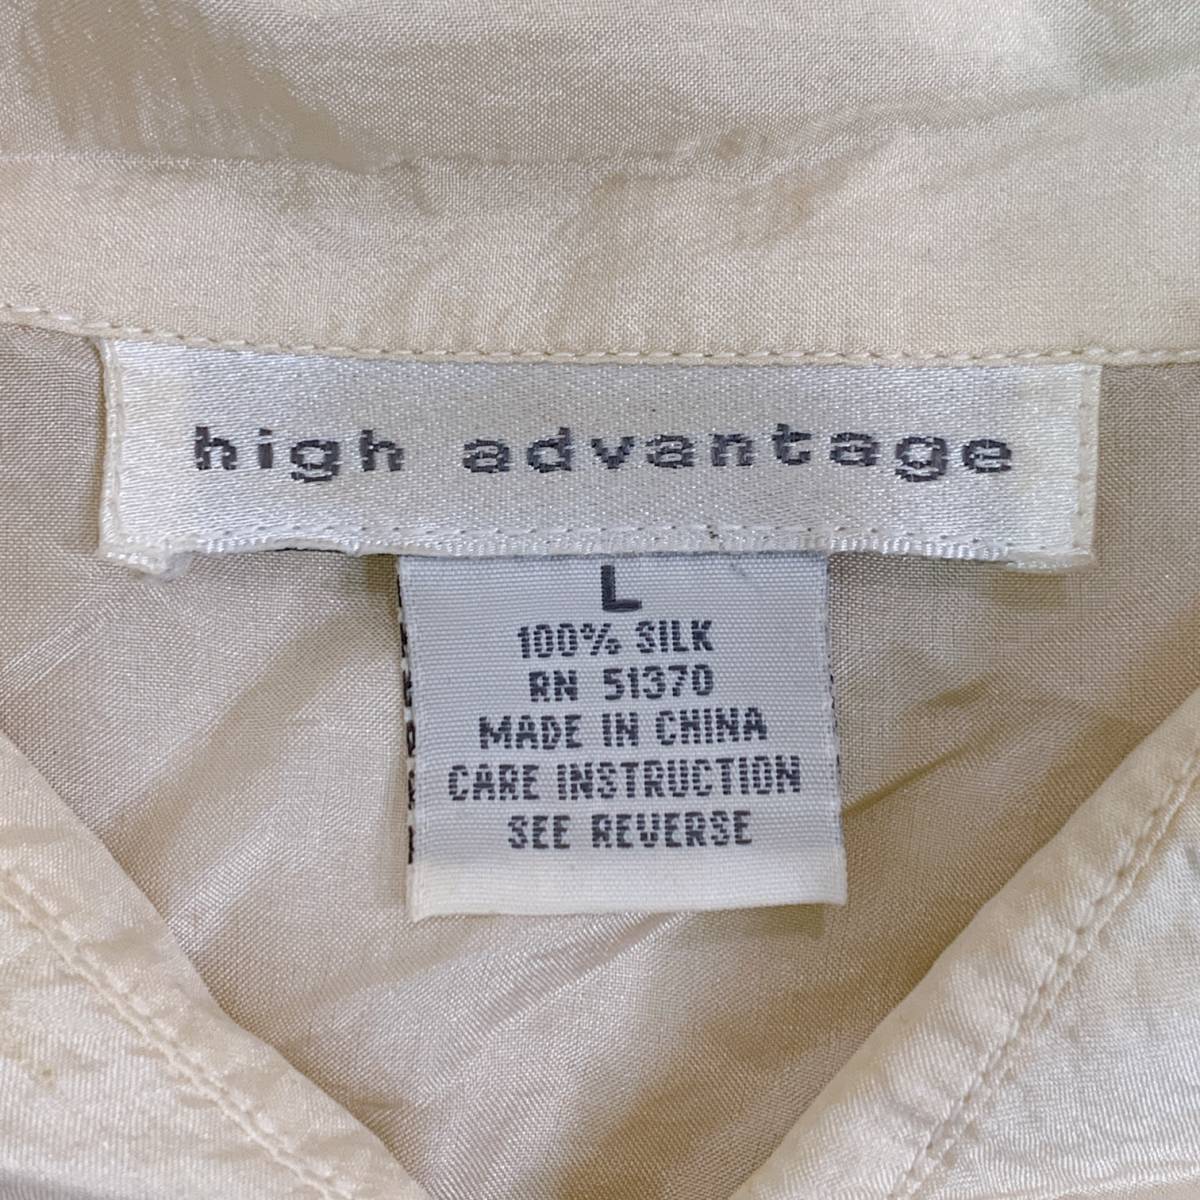 high advantage
L
100% SILK
RN 51370
MADE IN CHINA
CARE INSTRUCTION
SEE REVERSE